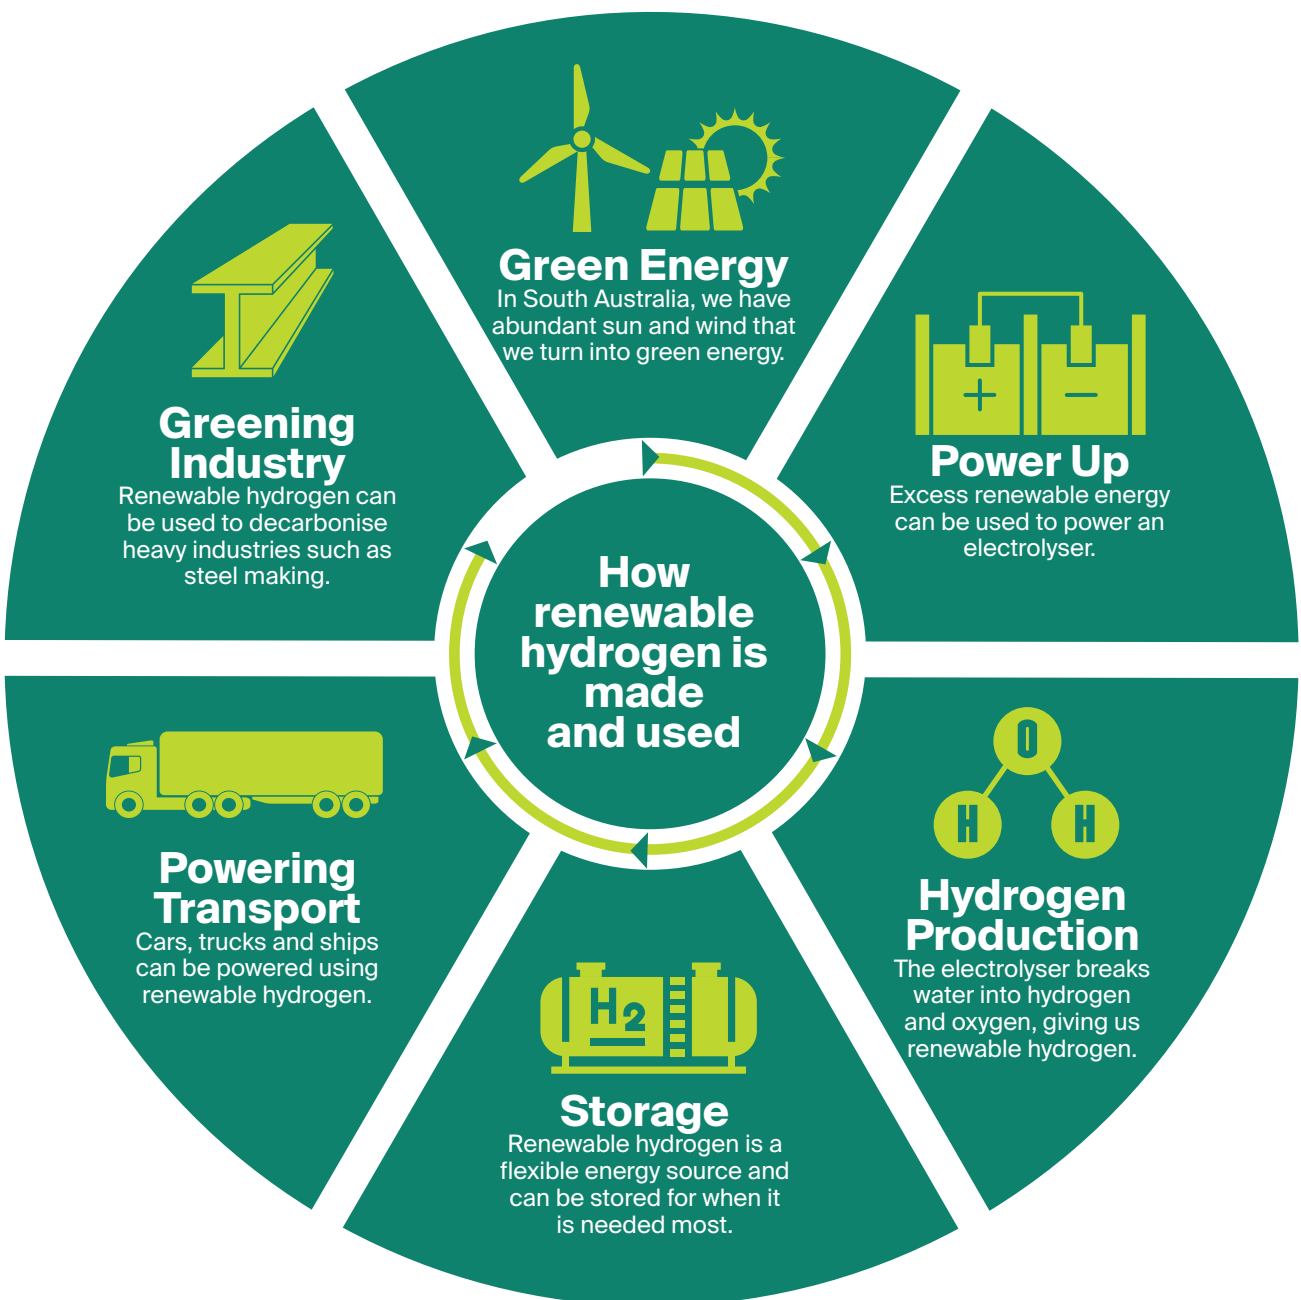 How
renewable
hydrogen is
made
and used
Green Energy
In South Australia, we have
abundant sun and wind that
we turn into green energy.
+
−
Power Up
Excess renewable energy
can be used to power an
electrolyser.
O
H H
Hydrogen
Production
The electrolyser breaks
water into hydrogen
and oxygen, giving us
renewable hydrogen.
H2
Storage
Renewable hydrogen is a
flexible energy source and
can be stored for when it
is needed most.
Powering
Transport
Cars, trucks and ships
can be powered using
renewable hydrogen.
Greening
Industry
Renewable hydrogen can
be used to decarbonise
heavy industries such as
steel making.